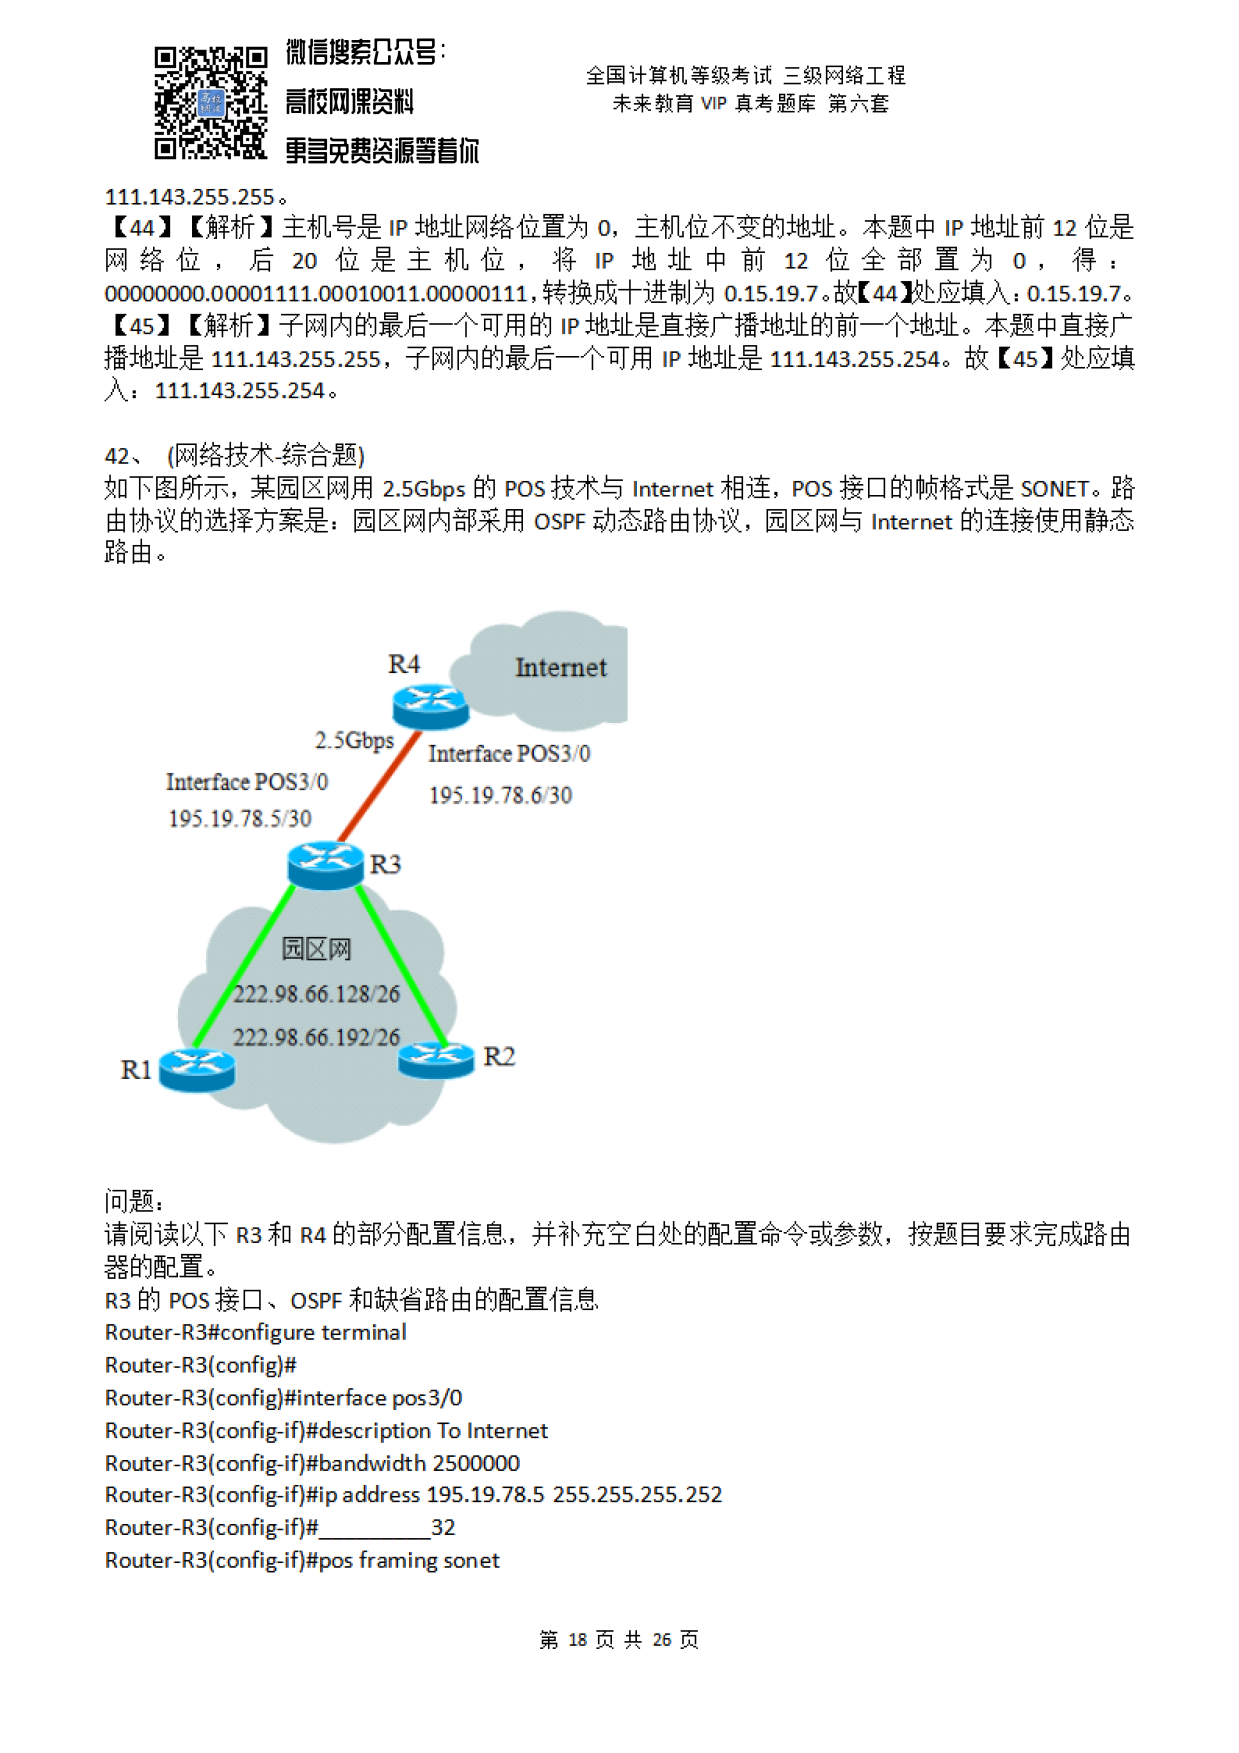 微信搜索公众号：
高校网课资料
更多免费资源等着你
全国计算机等级考试 三级网络工程
未来教育 VIP 真考题库 第六套
111.143.255.255。
【44】【解析】主机号是 IP 地址网络位置为 0，主机位不变的地址。本题中 IP 地址前 12 位是
网络位，后 20 位是主机位，将 IP 地址中前 12 位全部置为 0，得：
00000000.00001111.00010011.00000111，转换成十进制为 0.15.19.7。故【44】处应填入：0.15.19.7。
【45】【解析】子网内的最后一个可用的 IP 地址是直接广播地址的前一个地址。本题中直接广
播地址是 111.143.255.255，子网内的最后一个可用 IP 地址是 111.143.255.254。故【45】处应填
入：111.143.255.254。
42、 (网络技术-综合题)
如下图所示，某园区网用 2.5Gbps 的 POS 技术与 Internet 相连，POS 接口的帧格式是 SONET。路
由协议的选择方案是：园区网内部采用 OSPF 动态路由协议，园区网与 Internet 的连接使用静态
路由。
R4
Internet
2.5Gbps
Interface POS3/0
195.19.78.6/30
Interface POS3/0
195.19.78.5/30
R3
园区网
222.98.66.128/26
222.98.66.192/26
R1
R2
问题：
请阅读以下 R3 和 R4 的部分配置信息，并补充空白处的配置命令或参数，按题目要求完成路由
器的配置。
R3 的 POS 接口、OSPF 和缺省路由的配置信息
Router-R3#configure terminal
Router-R3(config)#
Router-R3(config)#interface pos3/0
Router-R3(config-if)#description To Internet
Router-R3(config-if)#bandwidth 2500000
Router-R3(config-if)#ip address 195.19.78.5 255.255.255.252
Router-R3(config-if)#_________32
Router-R3(config-if)#pos framing sonet
第 18 页 共 26 页